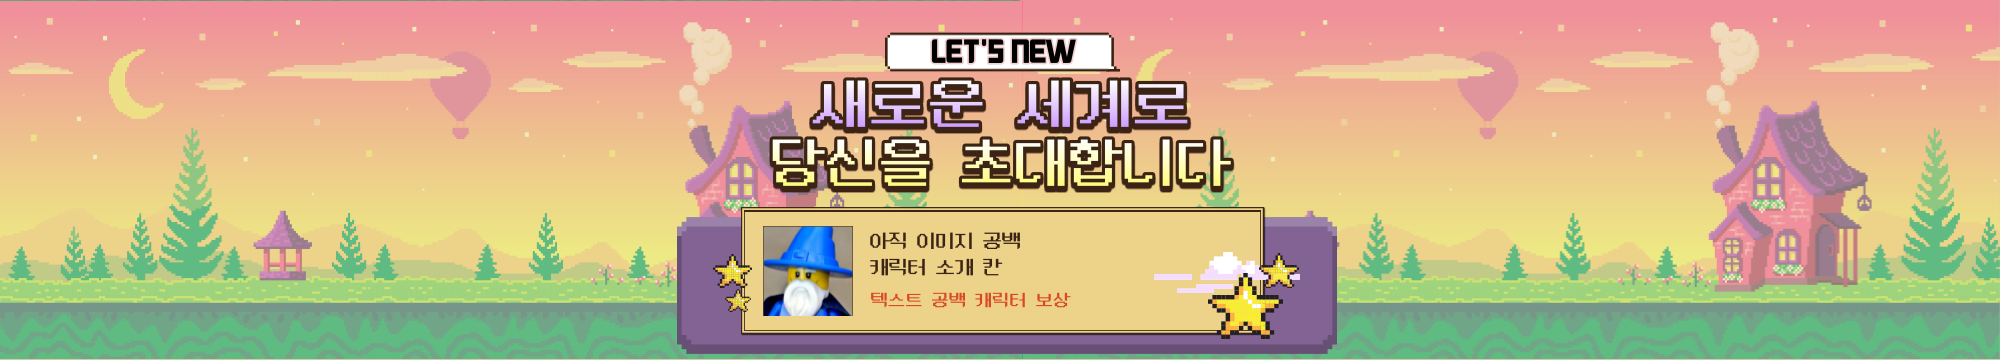 LET'S NEW
새로운 세계로
당신을 초대합니다
아직 이미지 공백
캐릭터 소개 칸
텍스트 공백 캐릭터 보상